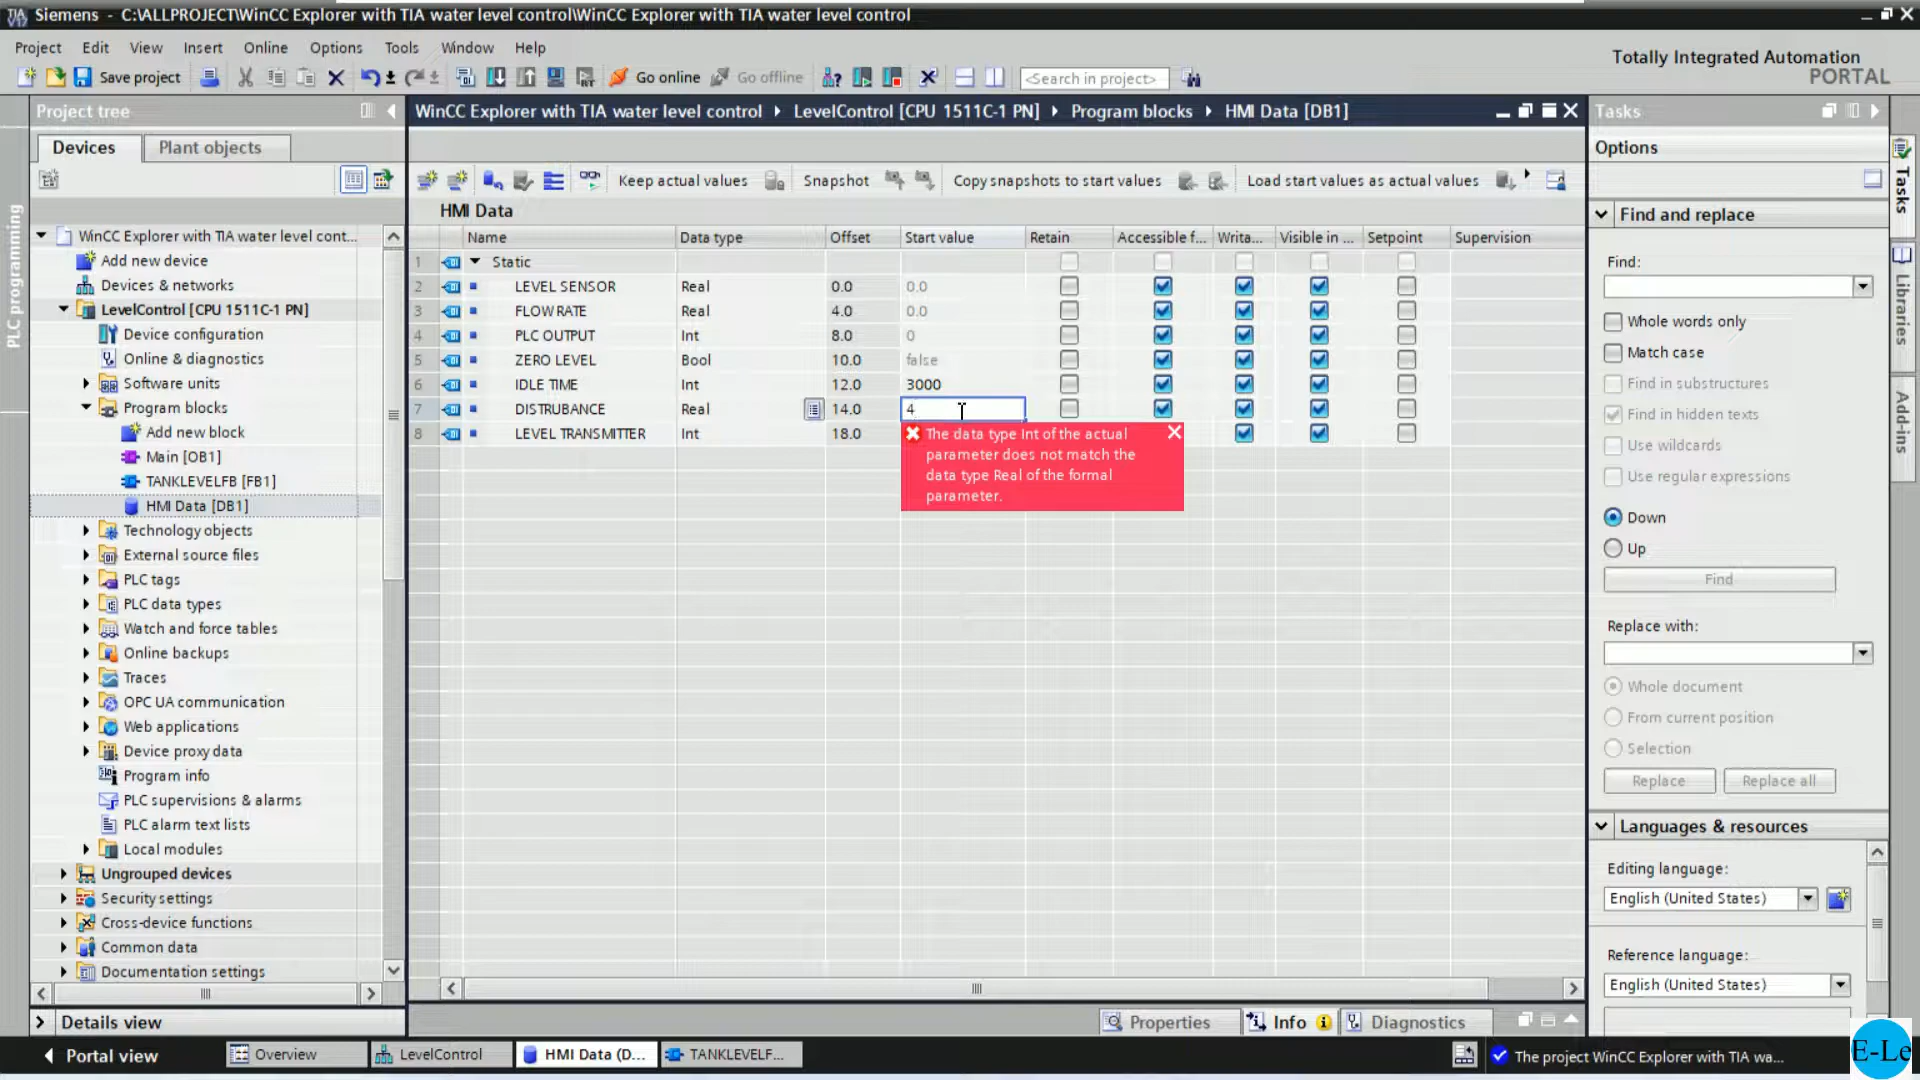 Siemens - C:\ALLPROJECT\WinCC Explorer with TIA water level control\WinCC Explorer with TIA water level control
Project Edit View Insert Online Options Tools Window Help
Totally Integrated Automation
PORTAL
Save project
Go online
Go offline
<Search in project>
Project tree
WinCC Explorer with TIA water level control LevelControl [CPU 1511C-1 PN] Program blocks HMI Data [DB1]
Tasks
Devices Plant objects
Options
PLC programming
Keep actual values
Snapshot
Copy snapshots to start values
Load start values as actual values
HMI Data
Find and replace
Name Data type Offset Start value Retain Accessible f... Writa... Visible in ... Setpoint Supervision
1 Static
2 LEVEL SENSOR Real 0.0 0.0
3 FLOW RATE Real 4.0 0.0
4 PLC OUTPUT Int 8.0 0
5 ZERO LEVEL Bool 10.0 false
6 IDLE TIME Int 12.0 3000
7 DISTRUBANCE Real 14.0 4
8 LEVEL TRANSMITTER Int 18.0
The data type Int of the actual
parameter does not match the
data type Real of the formal
parameter.
WinCC Explorer with TIA water level cont...
Add new device
Devices & networks
LevelControl [CPU 1511C-1 PN]
Device configuration
Online & diagnostics
Software units
Program blocks
Add new block
Main [OB1]
TANKLEVELFB [FB1]
HMI Data [DB1]
Technology objects
External source files
PLC tags
PLC data types
Watch and force tables
Online backups
Traces
OPC UA communication
Web applications
Device proxy data
Program info
PLC supervisions & alarms
PLC alarm text lists
Local modules
Ungrouped devices
Security settings
Cross-device functions
Common data
Documentation settings
Details view
Find:
Whole words only
Match case
Find in substructures
Find in hidden texts
Use wildcards
Use regular expressions
Down
Up
Find
Replace with:
Whole document
From current position
Selection
Replace Replace all
Languages & resources
Editing language:
English (United States)
Reference language:
English (United States)
Tasks
Libraries
Add-ins
Properties Info Diagnostics
Portal view Overview LevelControl HMI Data (D... TANKLEVELF...
The project WinCC Explorer with TIA wa...
E-Le